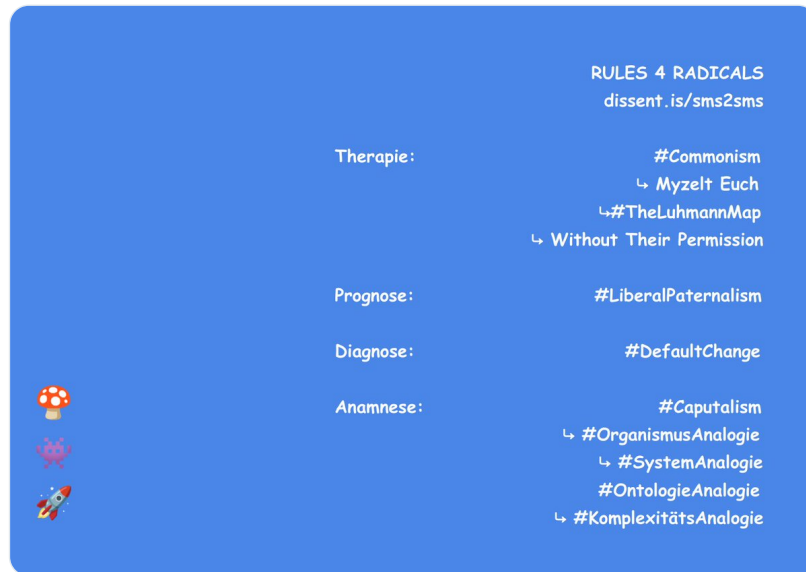 RULES 4 RADICALS
dissent.is/sms2sms
Therapie: #Commonism
↳ Myzelt Euch
↳#TheLuhmannMap
↳ Without Their Permission
Prognose: #LiberalPaternalism
Diagnose: #DefaultChange
Anamnese: #Caputalism
↳ #OrganismusAnalogie
↳ #SystemAnalogie
#OntologieAnalogie
↳ #KomplexitätsAnalogie